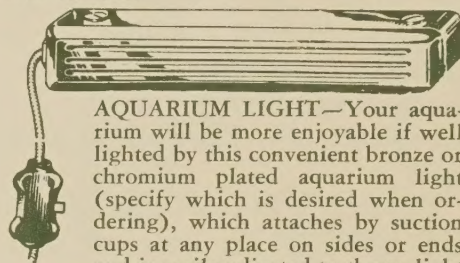 AQUARIUM LIGHT—Your aqua-
rium will be more enjoyable if well
lighted by this convenient bronze or
chromium plated aquarium light
(specify which is desired when or-
dering), which attaches by suction
cups at any place on sides or ends